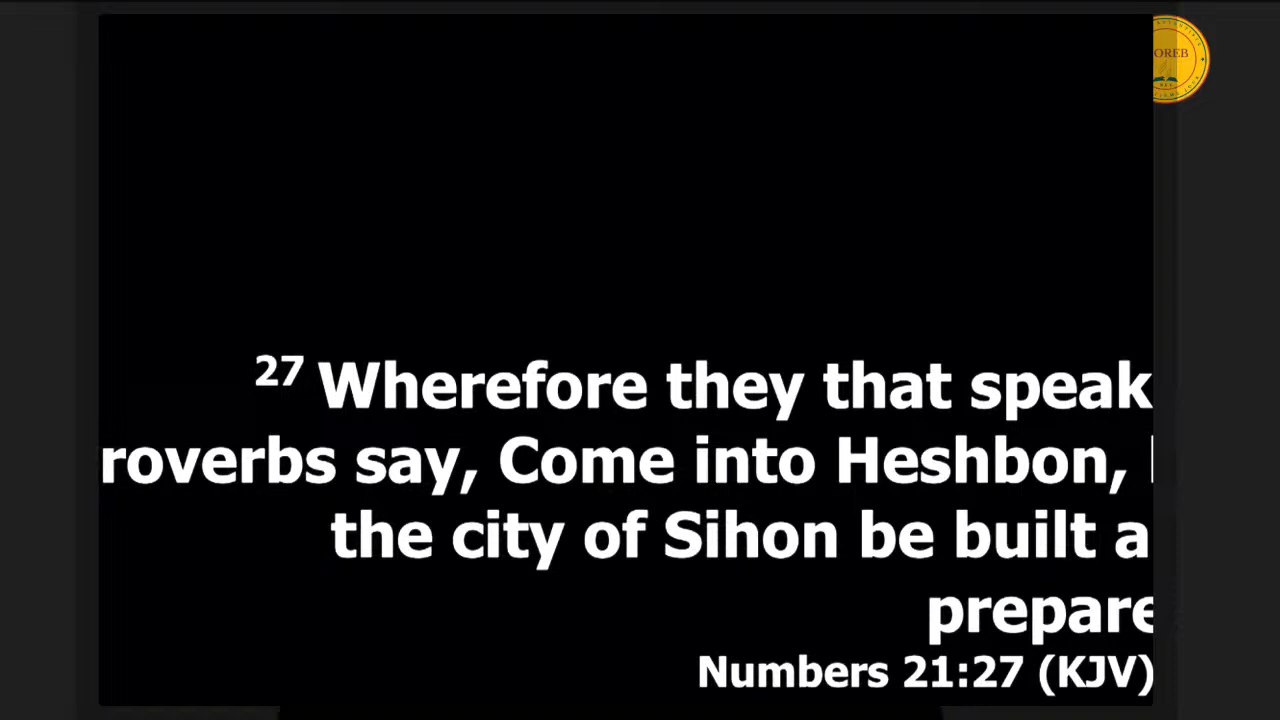 OREB
27 Wherefore they that speak
roverbs say, Come into Heshbon,
the city of Sihon be built a
prepare
Numbers 21:27 (KJV)